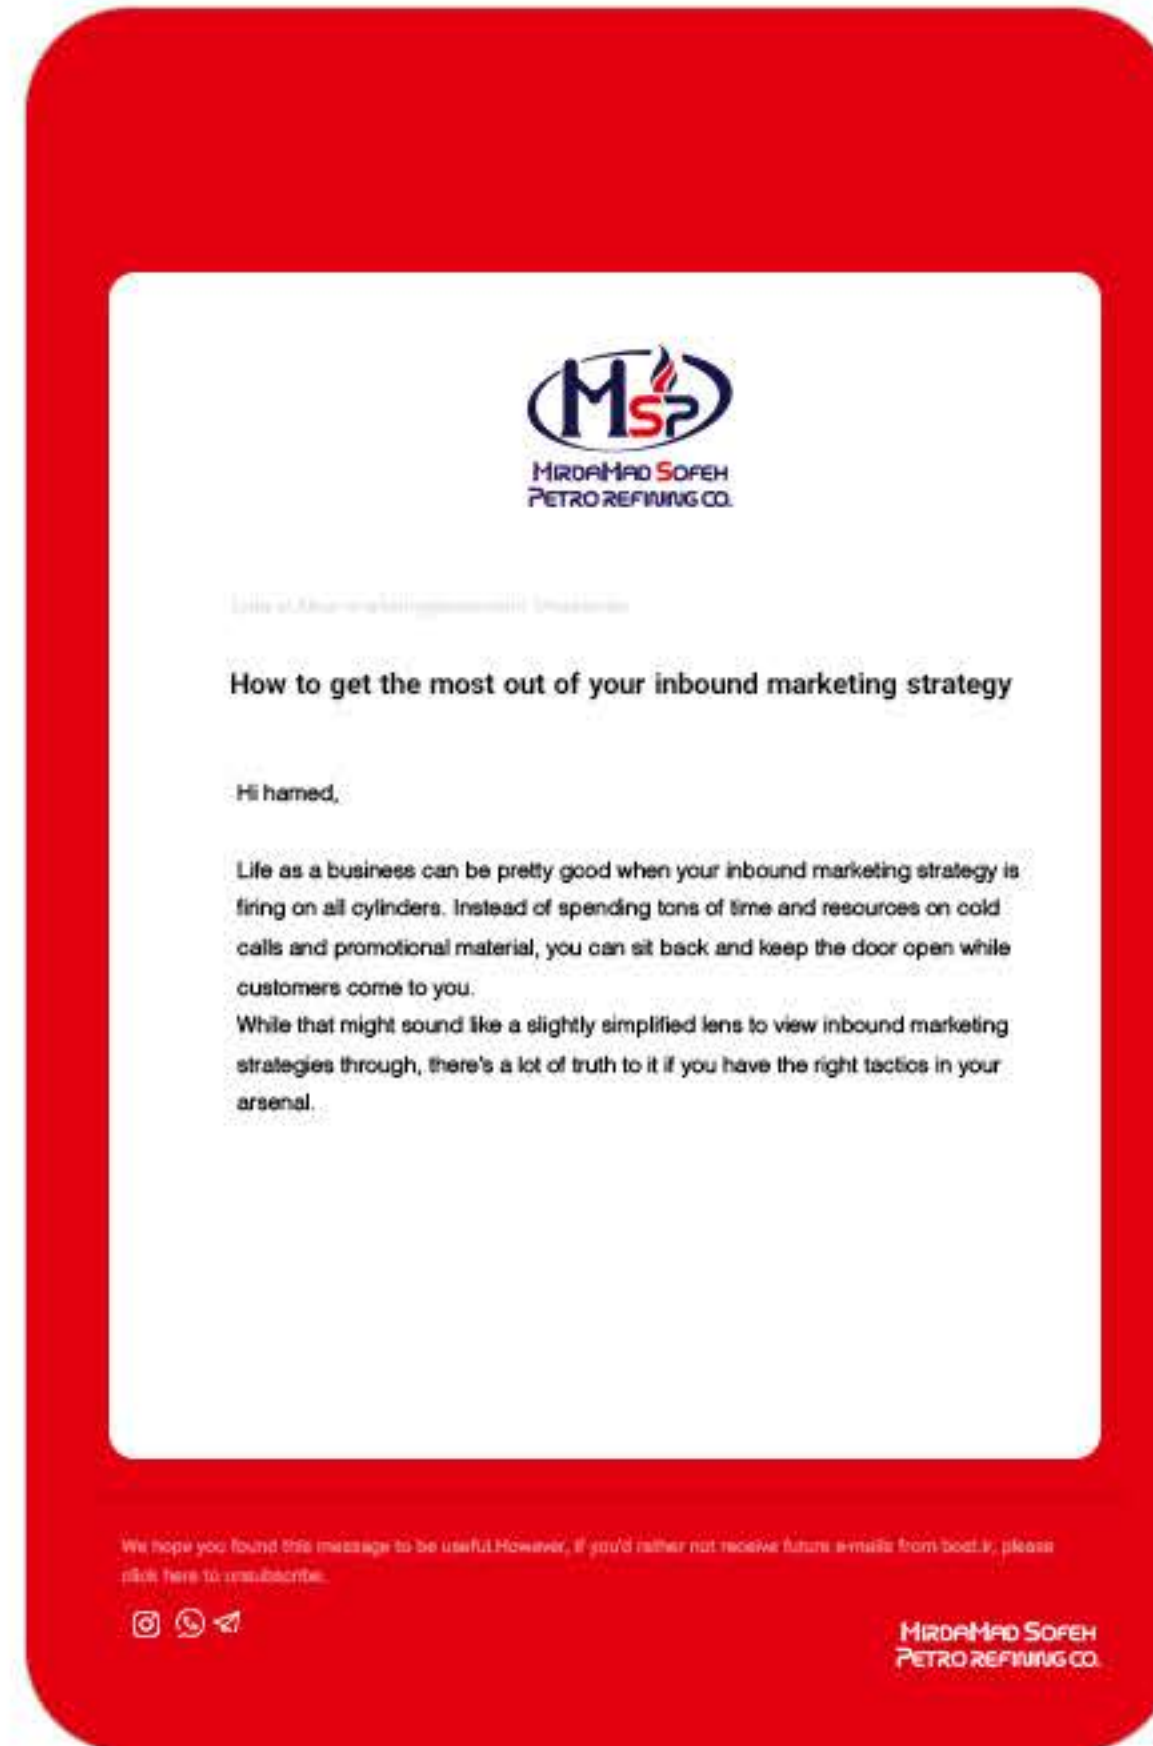 MSP
MIRDAMAD SOFEH
PETRO REFINING CO.
How to get the most out of your inbound marketing strategy
Hi hamed,
Life as a business can be pretty good when your inbound marketing strategy is
firing on all cylinders. Instead of spending tons of time and resources on cold
calls and promotional material, you can sit back and keep the door open while
customers come to you.
While that might sound like a slightly simplified lens to view inbound marketing
strategies through, there's a lot of truth to it if you have the right tactics in your
arsenal.
We hope you found this message to be useful.However, if you'd rather not receive future e-mails from bost.ir, please
click here to unsubscribe.
MIRDAMAD SOFEH
PETRO REFINING CO.